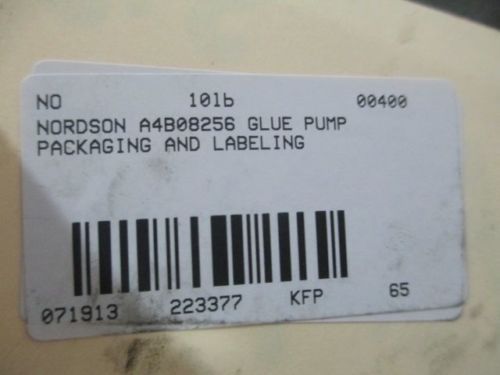 NO 10lb 00400
NORDSON A4B08256 GLUE PUMP
PACKAGING AND LABELING
071913 223377 KFP 65